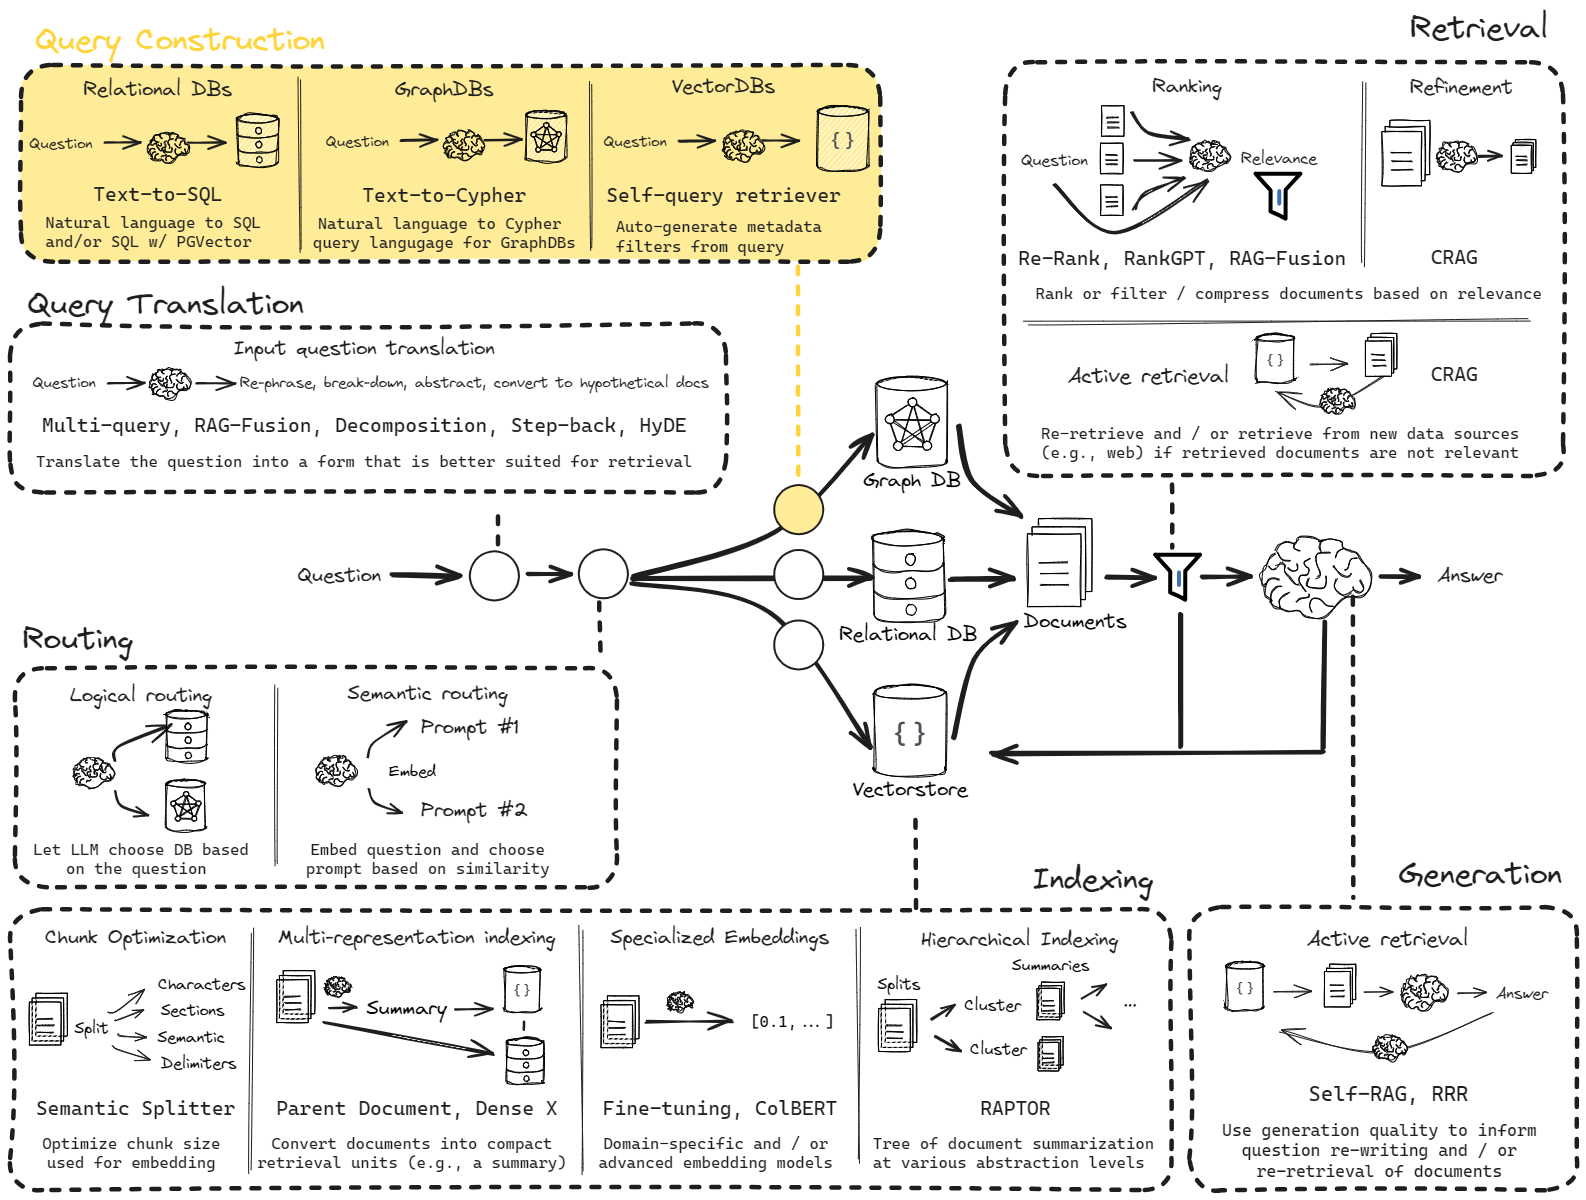 Query Construction
Relational DBs
Question
Text-to-SQL
Natural language to SQL
and/or SQL w/ PGVector
GraphDBs
Question
Text-to-Cypher
Natural language to Cypher
query langugage for GraphDBs
VectorDBs
Question
{}
Self-query retriever
Auto-generate metadata
filters from query
Retrieval
Ranking
Question
Relevance
Re-Rank, RankGPT, RAG-Fusion
Refinement
CRAG
Rank or filter / compress documents based on relevance
Active retrieval
{}
CRAG
Re-retrieve and / or retrieve from new data sources
(e.g., web) if retrieved documents are not relevant
Query Translation
Input question translation
Question
Re-phrase, break-down, abstract, convert to hypothetical docs
Multi-query, RAG-Fusion, Decomposition, Step-back, HyDE
Translate the question into a form that is better suited for retrieval
Question
Graph DB
Relational DB
{}
Vectorstore
Documents
Answer
Routing
Logical routing
Let LLM choose DB based
on the question
Semantic routing
Prompt #1
Embed
Prompt #2
Embed question and choose
prompt based on similarity
Indexing
Chunk Optimization
Split
Characters
Sections
Semantic
Delimiters
Semantic Splitter
Optimize chunk size
used for embedding
Multi-representation indexing
Summary
{}
Parent Document, Dense X
Convert documents into compact
retrieval units (e.g., a summary)
Specialized Embeddings
[0.1, ...]
Fine-tuning, ColBERT
Domain-specific and / or
advanced embedding models
Hierarchical Indexing
Summaries
Splits
Cluster
...
Cluster
RAPTOR
Tree of document summarization
at various abstraction levels
Generation
Active retrieval
{}
Answer
Self-RAG, RRR
Use generation quality to inform
question re-writing and / or
re-retrieval of documents